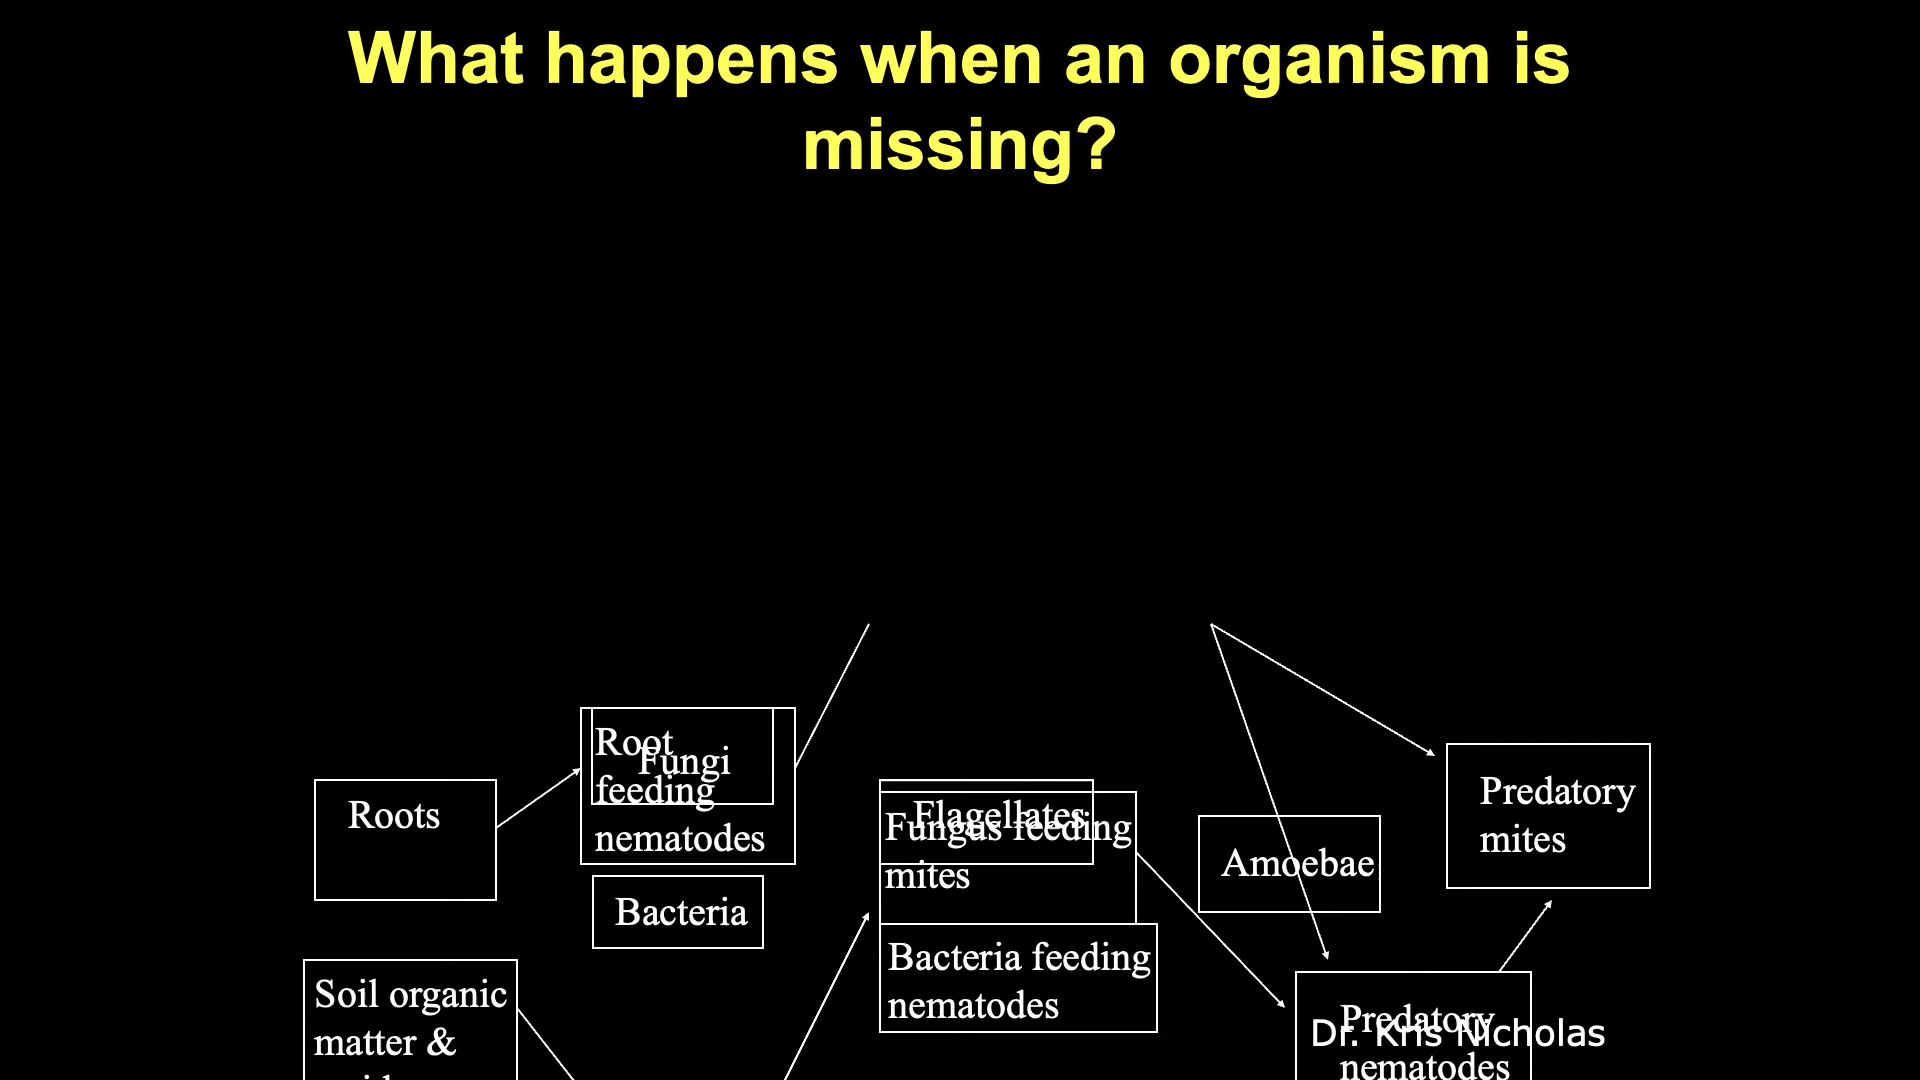 What happens when an organism is
missing?
Root
feeding
nematodes
Fungi
Roots
Bacteria
Flagellates
Fungus feeding
mites
Amoebae
Predatory
mites
Bacteria feeding
nematodes
Soil organic
matter &
Predatory
nematodes
Dr. Kris Nicholas